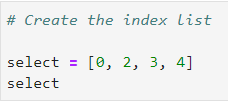 # Create the index list
select = [0, 2, 3, 4]
select